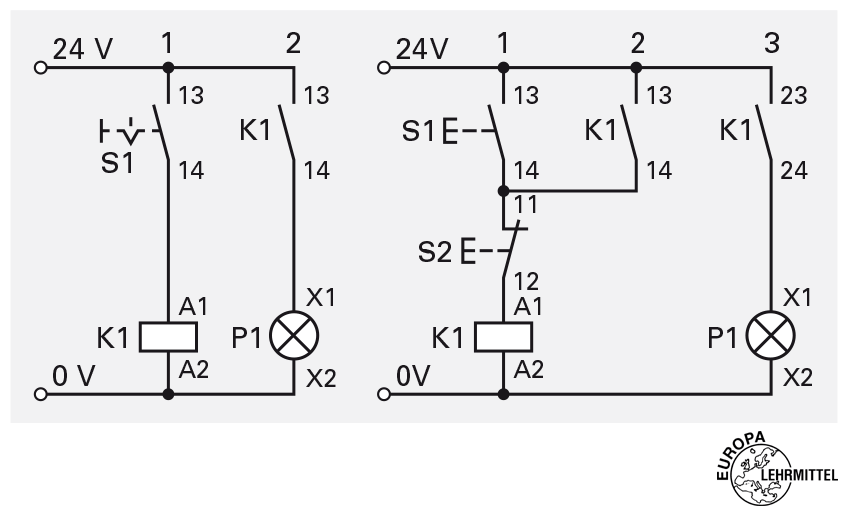 24 V 1 2
13 13
S1 K1
14 14
A1 X1
K1 P1
A2 X2
0 V
24V 1 2 3
13 13 23
S1 K1 K1
14 14 24
11
S2
12
A1 X1
K1 P1
A2 X2
0V
EUROPA
LEHRMITTEL